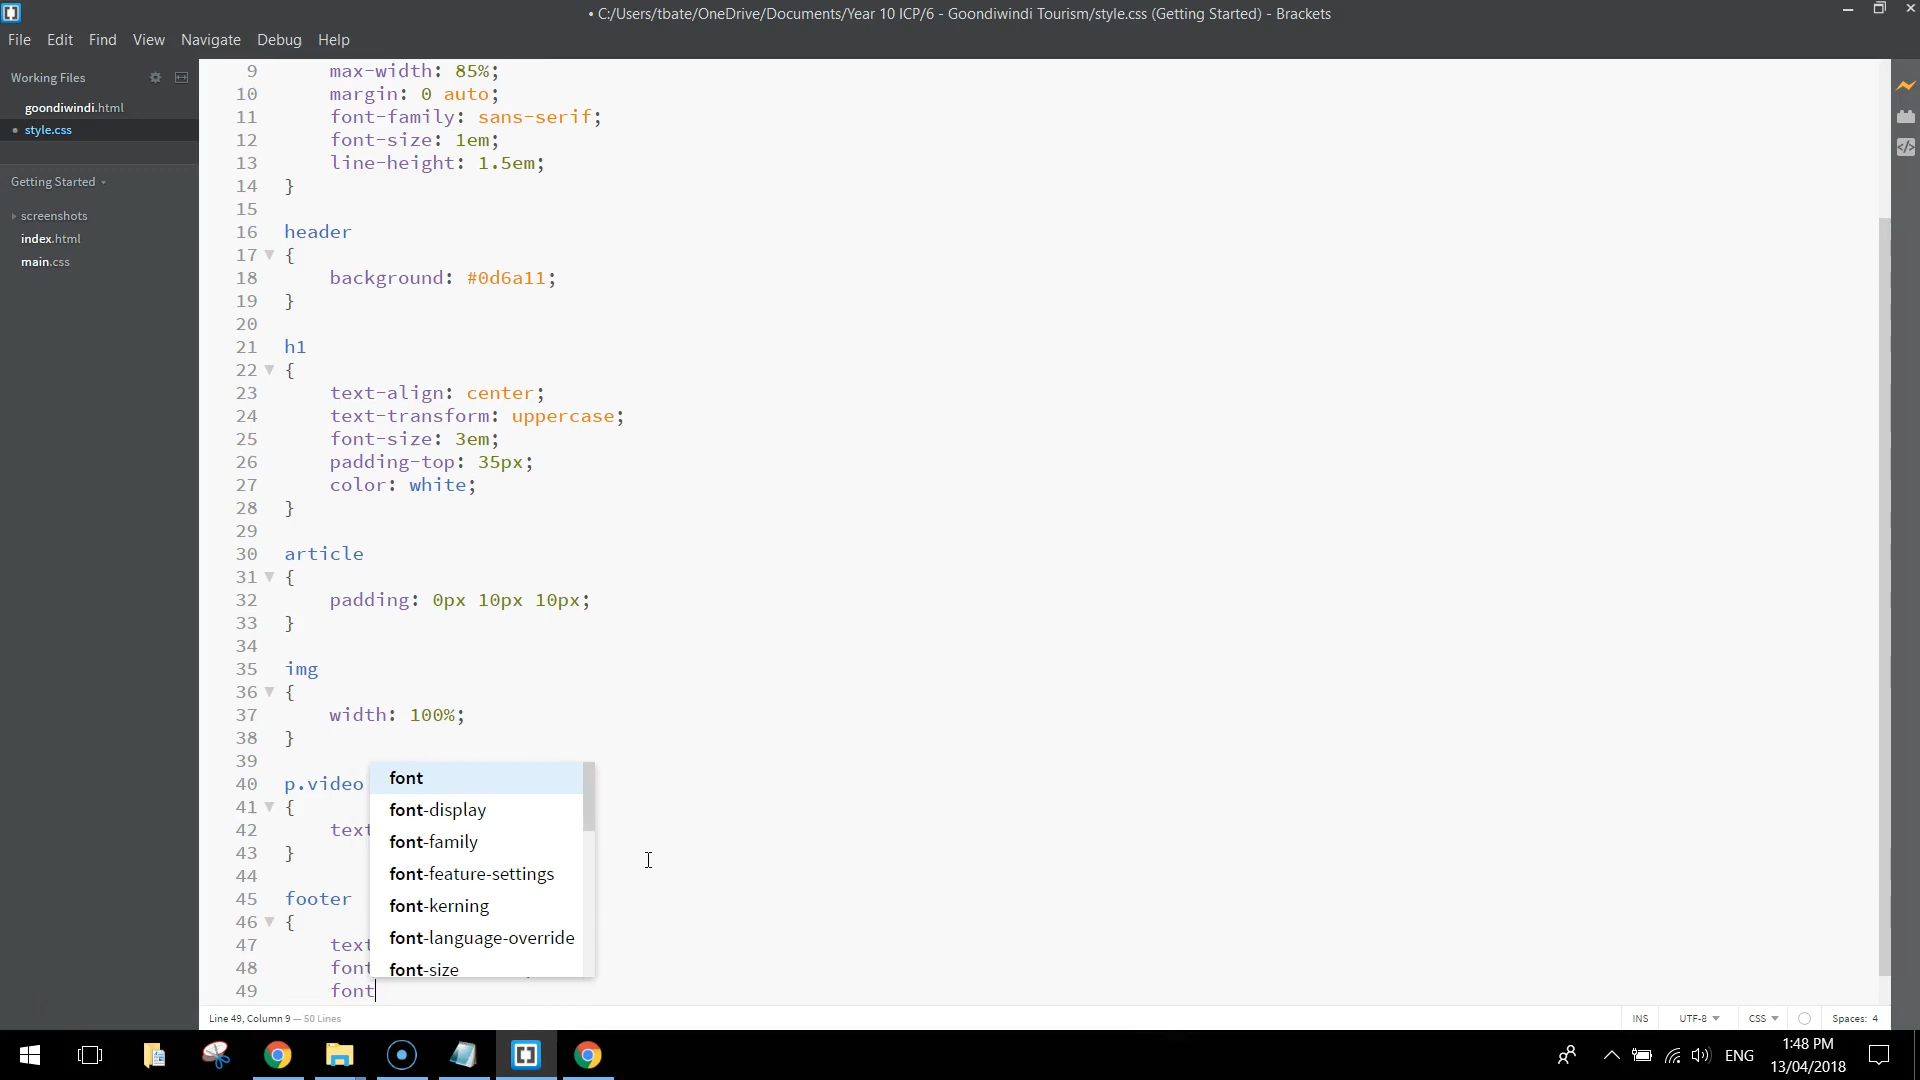 • C:/Users/tbate/OneDrive/Documents/Year 10 ICP/6 - Goondiwindi Tourism/style.css (Getting Started) - Brackets
File Edit Find View Navigate Debug Help
Working Files
goondiwindi.html
• style.css
Getting Started
screenshots
index.html
main.css
9 max-width: 85%;
10 margin: 0 auto;
11 font-family: sans-serif;
12 font-size: 1em;
13 line-height: 1.5em;
14 }
15
16 header
17 {
18 background: #0d6a11;
19 }
20
21 h1
22 {
23 text-align: center;
24 text-transform: uppercase;
25 font-size: 3em;
26 padding-top: 35px;
27 color: white;
28 }
29
30 article
31 {
32 padding: 0px 10px 10px;
33 }
34
35 img
36 {
37 width: 100%;
38 }
39
40 p.video
41 {
42 text
43 }
44
45 footer
46 {
47 text
48 font
49 font
font
font-display
font-family
font-feature-settings
font-kerning
font-language-override
font-size
Line 49, Column 9 — 50 Lines
INS UTF-8 CSS Spaces: 4
ENG
1:48 PM
13/04/2018